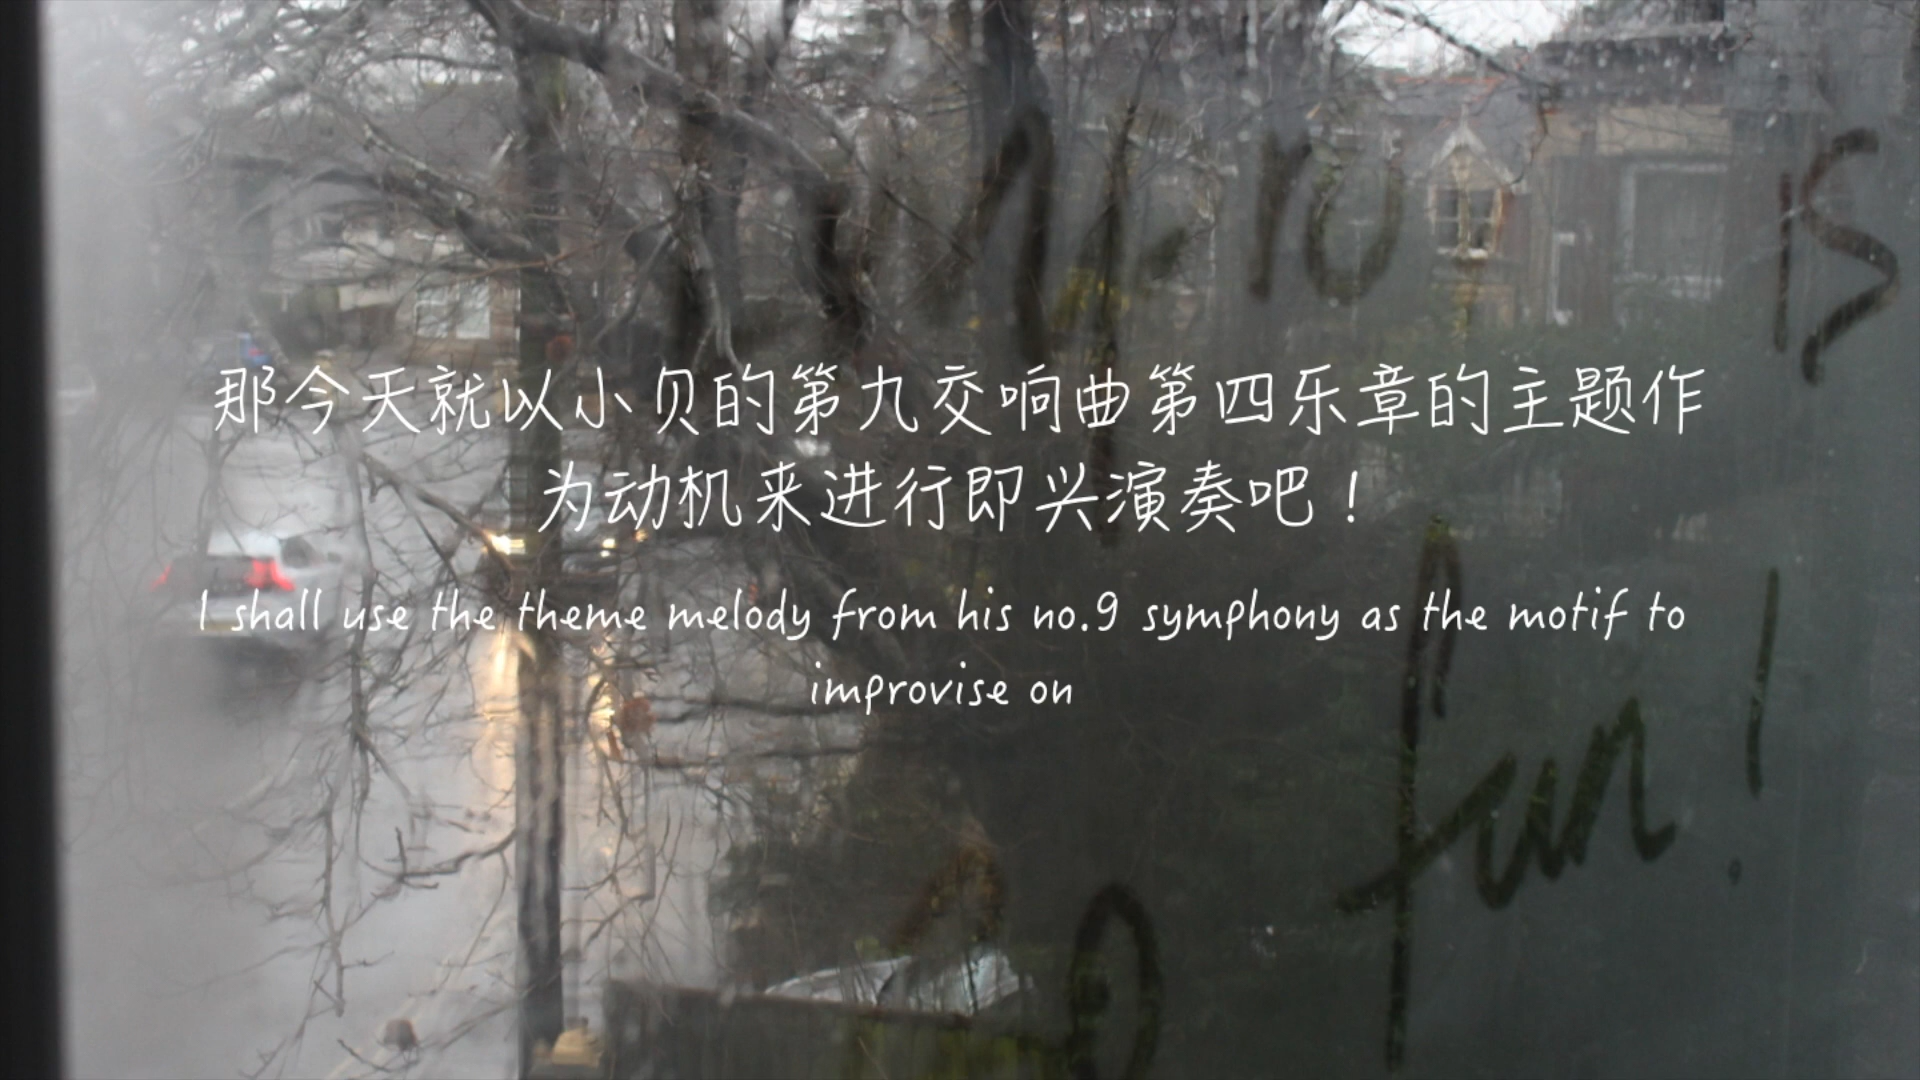 is
那今天就以小贝的第九交响曲第四乐章的主题作
为动机来进行即兴演奏吧！
I shall use the theme melody from his no.9 symphony as the motif to
improvise on
fun!